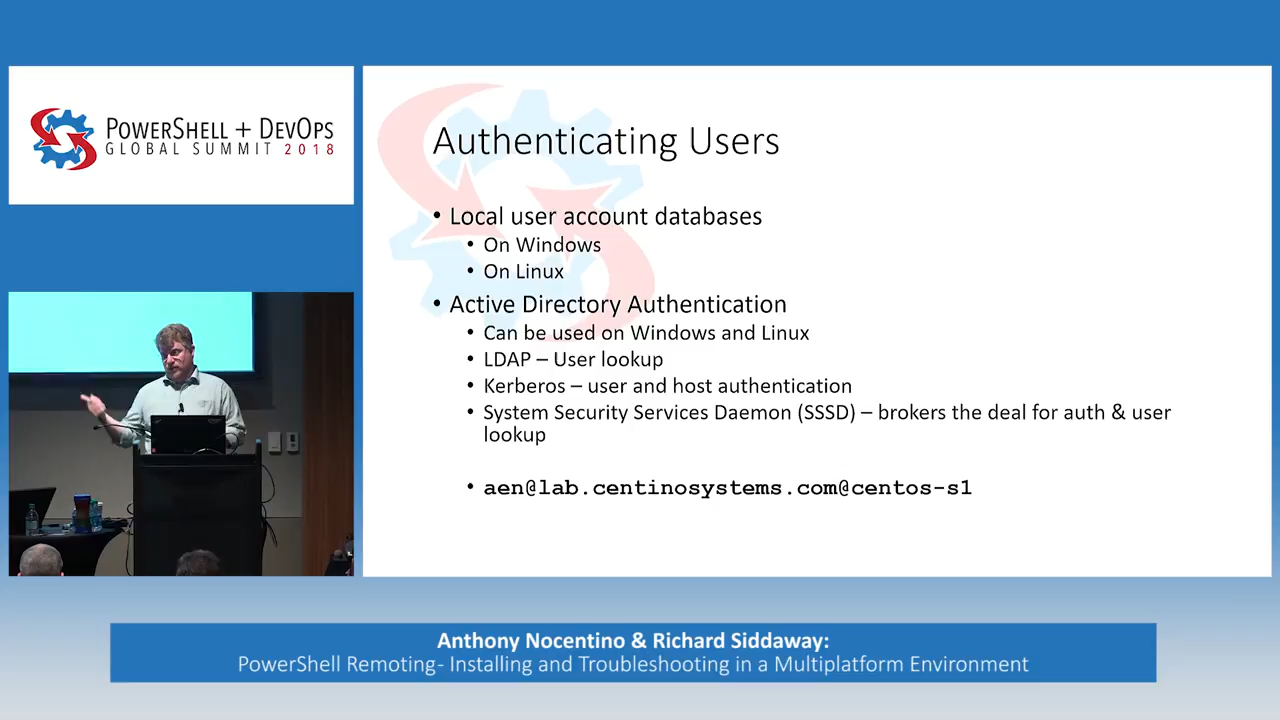 POWERSHELL + DEVOPS
GLOBAL SUMMIT 2018
Authenticating Users
• Local user account databases
• On Windows
• On Linux
• Active Directory Authentication
• Can be used on Windows and Linux
• LDAP – User lookup
• Kerberos – user and host authentication
• System Security Services Daemon (SSSD) – brokers the deal for auth & user
lookup
• aen@lab.centinosystems.com@centos-s1
Anthony Nocentino & Richard Siddaway:
PowerShell Remoting - Installing and Troubleshooting in a Multiplatform Environment